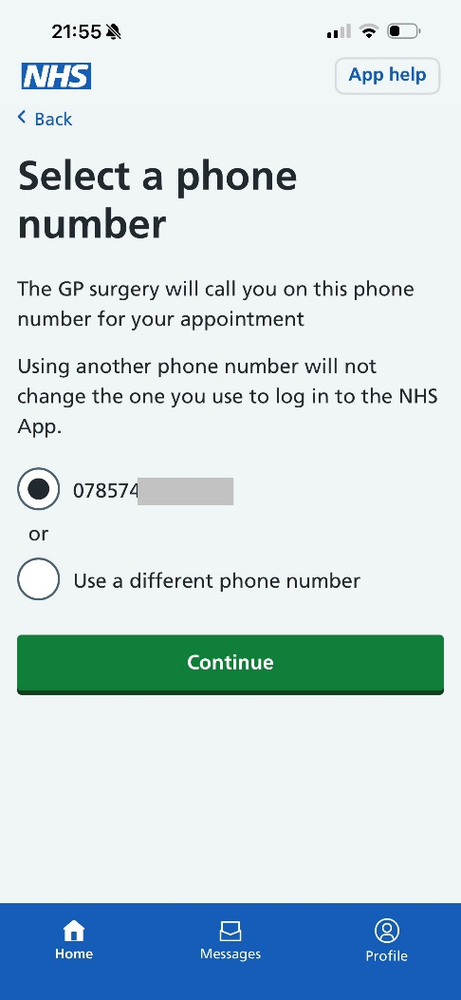 21:55
NHS
App help
Back
Select a phone
number
The GP surgery will call you on this phone
number for your appointment
Using another phone number will not
change the one you use to log in to the NHS
App.
078574
or
Use a different phone number
Continue
Home
Messages
Profile